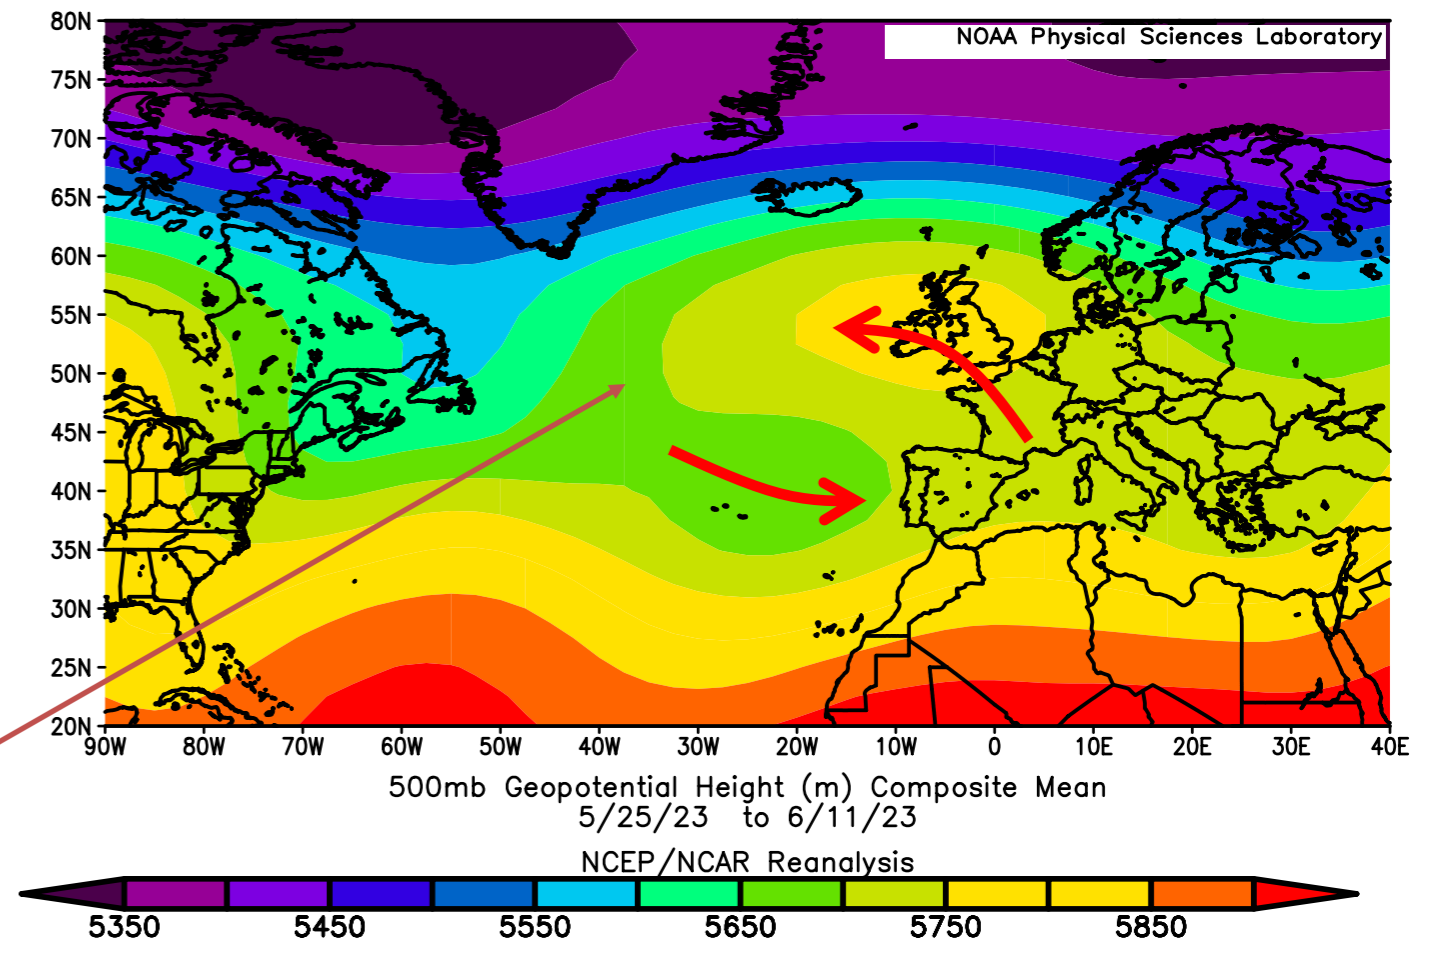 NOAA Physical Sciences Laboratory
80N
75N
70N
65N
60N
55N
50N
45N
40N
35N
30N
25N
20N
90W 80W 70W 60W 50W 40W 30W 20W 10W 0 10E 20E 30E 40E
500mb Geopotential Height (m) Composite Mean
5/25/23 to 6/11/23
NCEP/NCAR Reanalysis
5350 5450 5550 5650 5750 5850